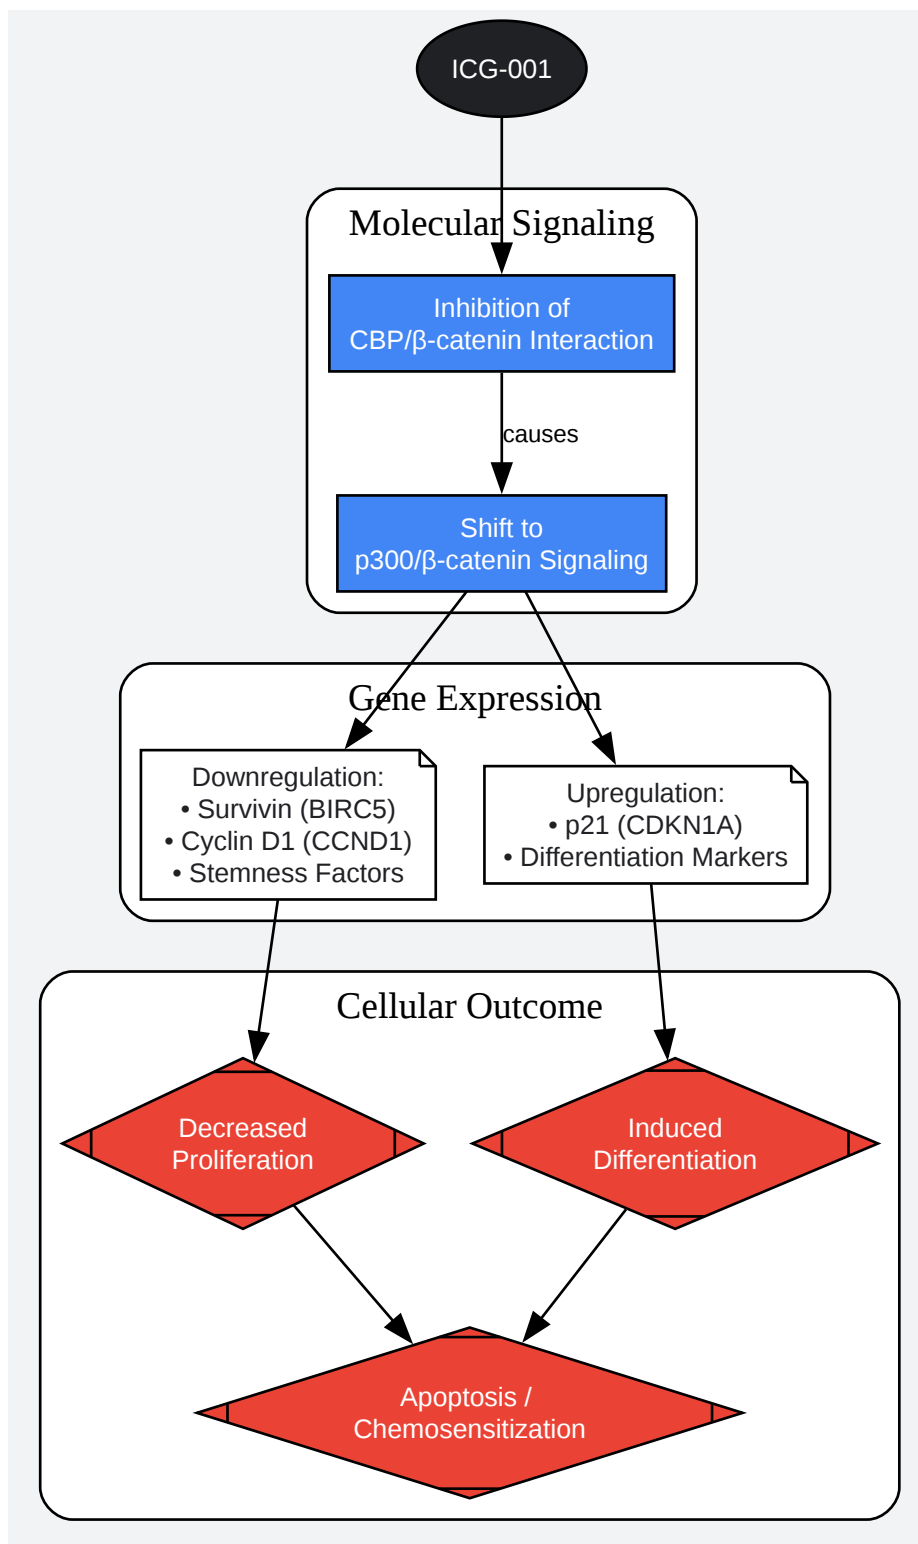 ICG-001
Molecular Signaling
Inhibition of
CBP/β-catenin Interaction
causes
Shift to
p300/β-catenin Signaling
Gene Expression
Downregulation:
• Survivin (BIRC5)
• Cyclin D1 (CCND1)
• Stemness Factors
Upregulation:
• p21 (CDKN1A)
• Differentiation Markers
Cellular Outcome
Decreased
Proliferation
Induced
Differentiation
Apoptosis /
Chemosensitization